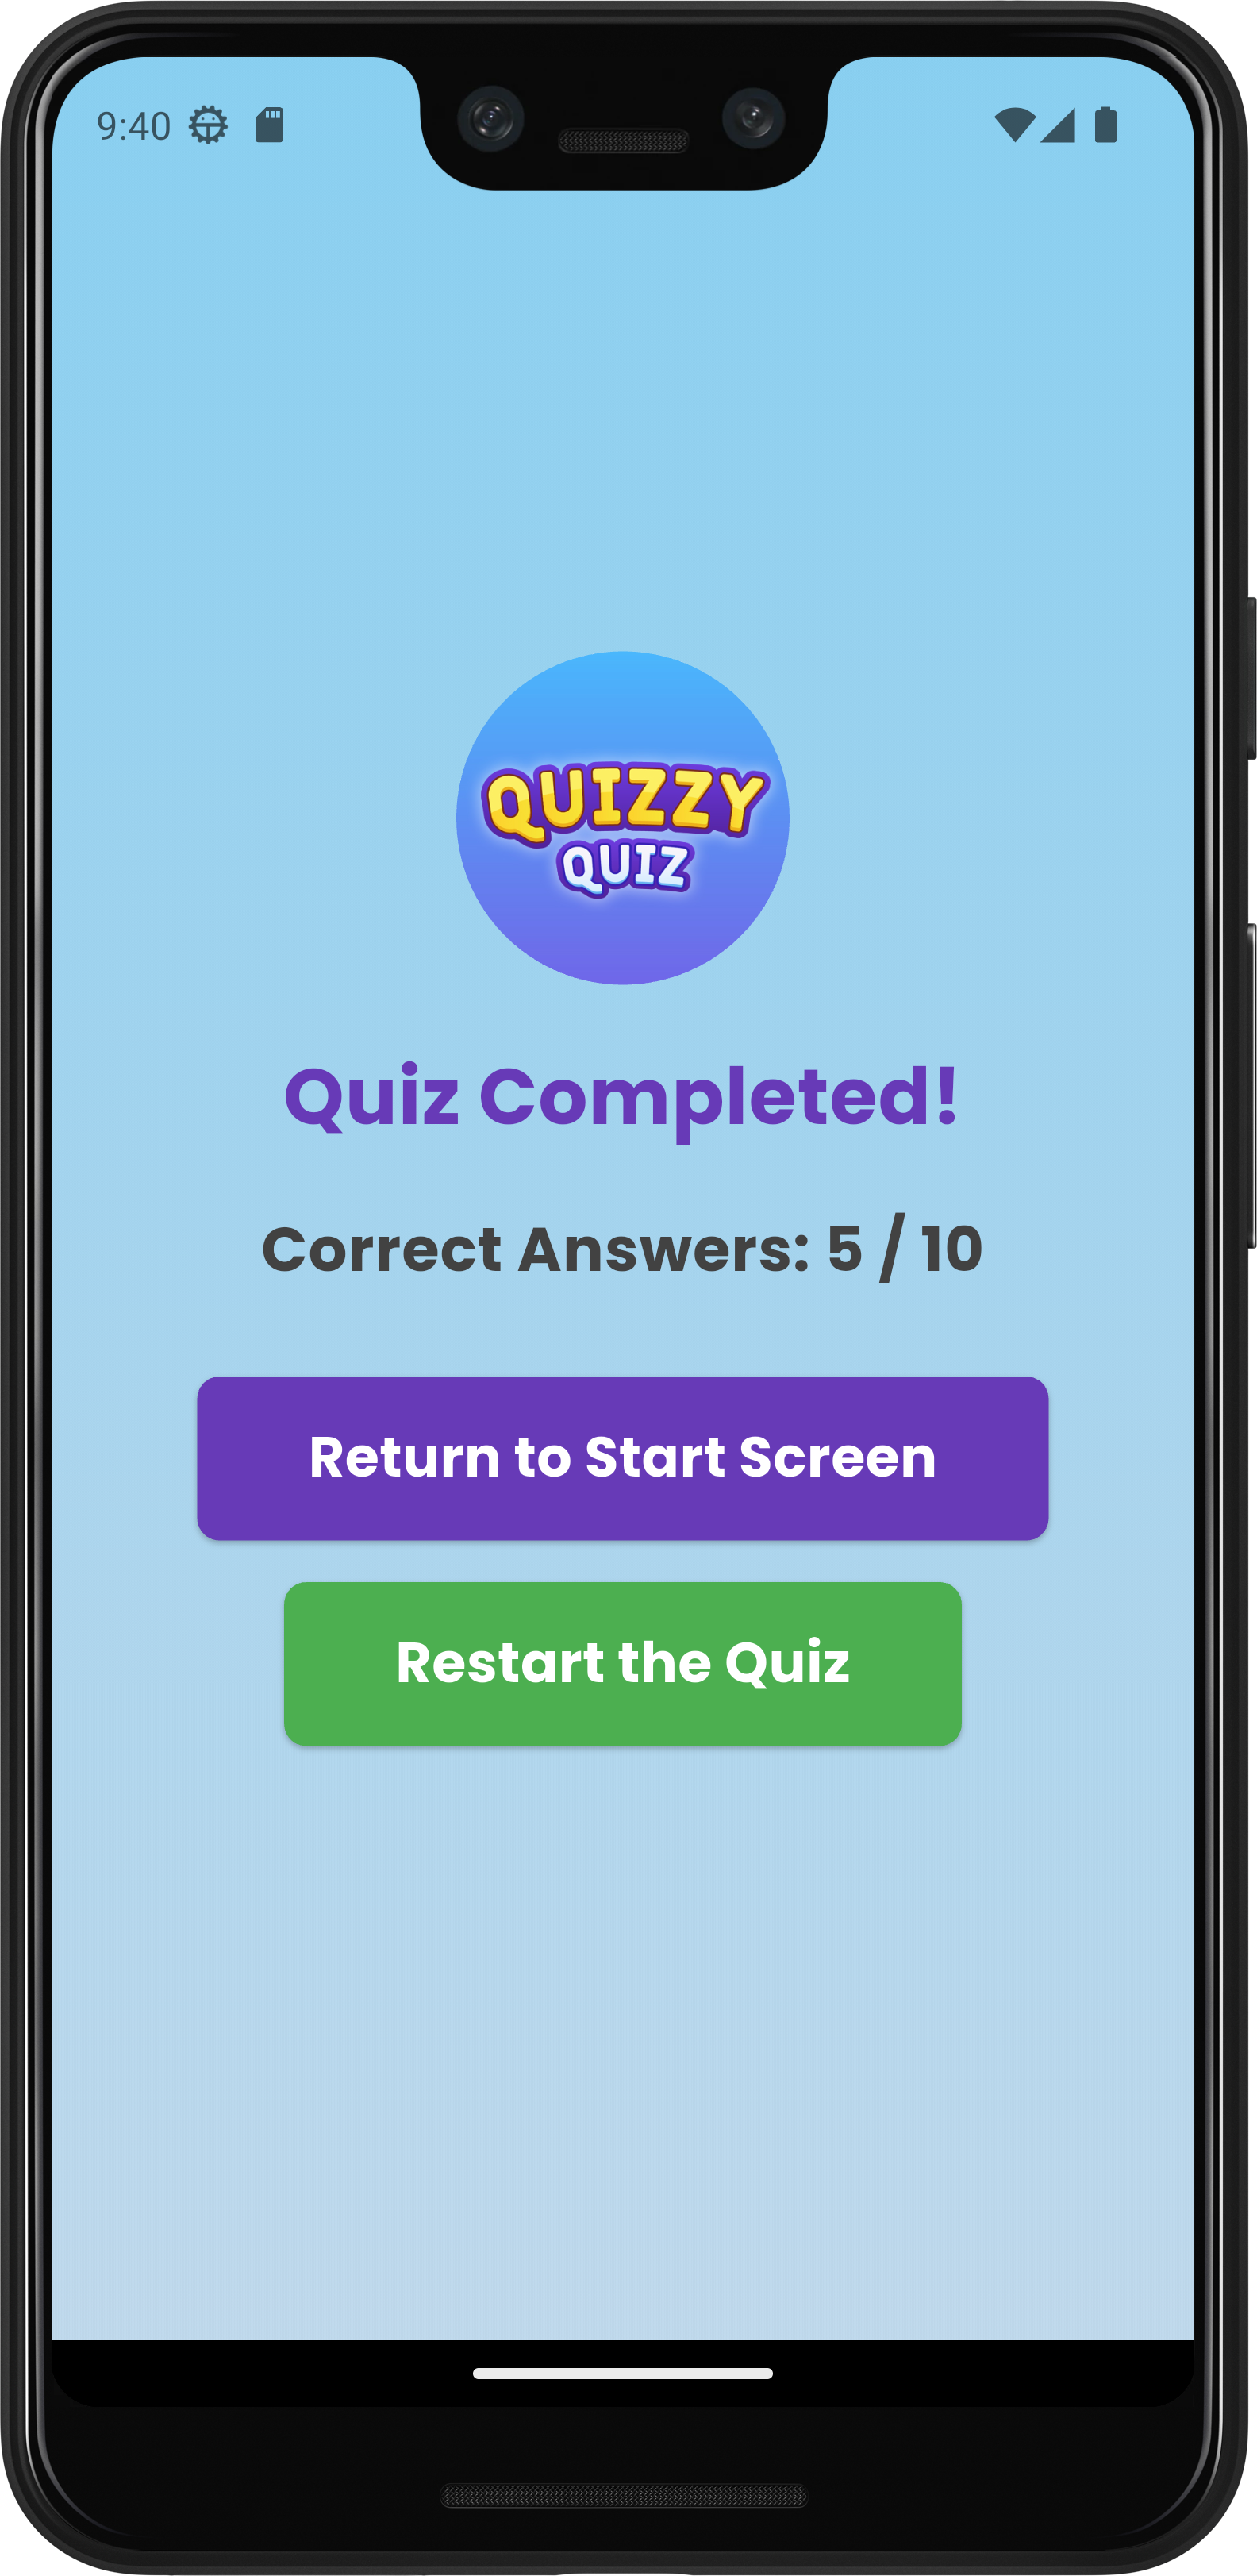 9:40
QUIZZY
QUIZ
Quiz Completed!
Correct Answers: 5 / 10
Return to Start Screen
Restart the Quiz